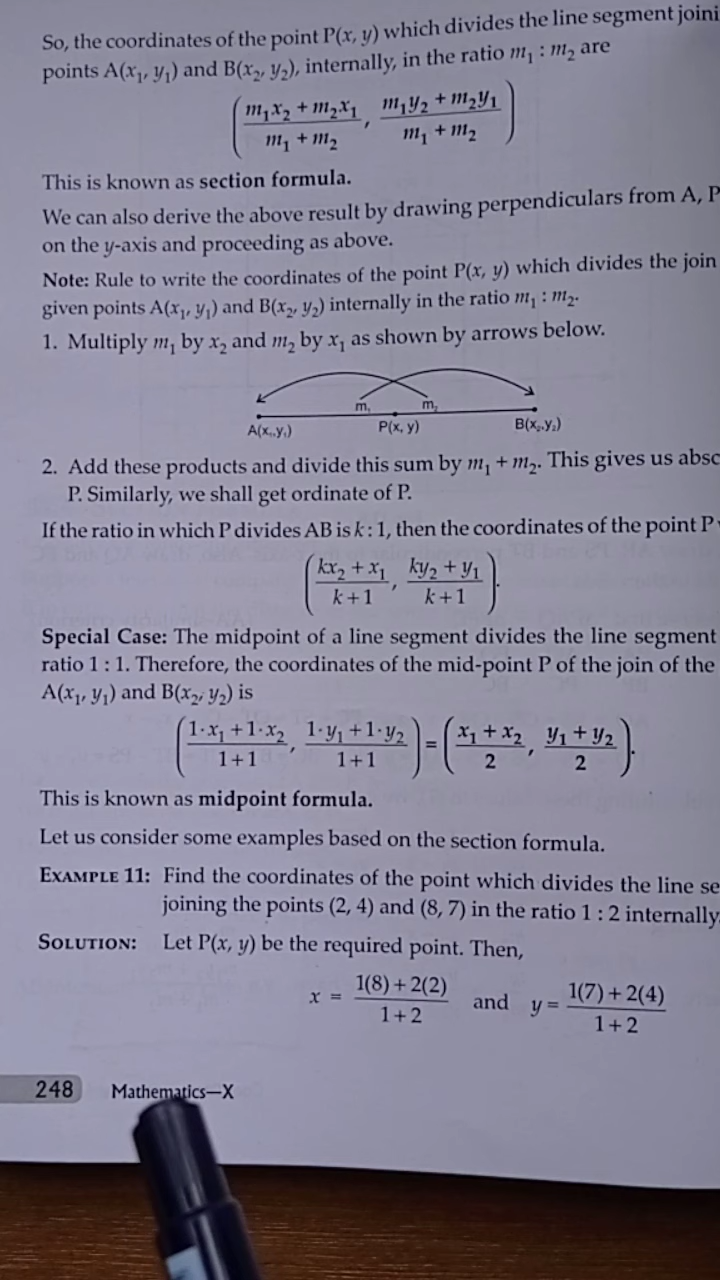 So, the coordinates of the point P(x, y) which divides the line segment joini
points A(x₁, y₁) and B(x₂, y₂), internally, in the ratio m₁ : m₂ are
( (m₁x₂ + m₂x₁)/(m₁ + m₂) , (m₁y₂ + m₂y₁)/(m₁ + m₂) )
This is known as section formula.
We can also derive the above result by drawing perpendiculars from A, P
on the y-axis and proceeding as above.
Note: Rule to write the coordinates of the point P(x, y) which divides the join
given points A(x₁, y₁) and B(x₂, y₂) internally in the ratio m₁ : m₂.
1. Multiply m₁ by x₂ and m₂ by x₁ as shown by arrows below.
m₁ m₂
A(x₁,y₁) P(x, y) B(x₂,y₂)
2. Add these products and divide this sum by m₁ + m₂. This gives us absc
P. Similarly, we shall get ordinate of P.
If the ratio in which P divides AB is k : 1, then the coordinates of the point P
( (kx₂ + x₁)/(k + 1) , (ky₂ + y₁)/(k + 1) ).
Special Case: The midpoint of a line segment divides the line segment
ratio 1 : 1. Therefore, the coordinates of the mid-point P of the join of the
A(x₁, y₁) and B(x₂, y₂) is
( (1·x₁ + 1·x₂)/(1 + 1) , (1·y₁ + 1·y₂)/(1 + 1) ) = ( (x₁ + x₂)/2 , (y₁ + y₂)/2 ).
This is known as midpoint formula.
Let us consider some examples based on the section formula.
EXAMPLE 11: Find the coordinates of the point which divides the line se
joining the points (2, 4) and (8, 7) in the ratio 1 : 2 internally.
SOLUTION: Let P(x, y) be the required point. Then,
x = (1(8) + 2(2))/(1 + 2) and y = (1(7) + 2(4))/(1 + 2)
248 Mathematics—X